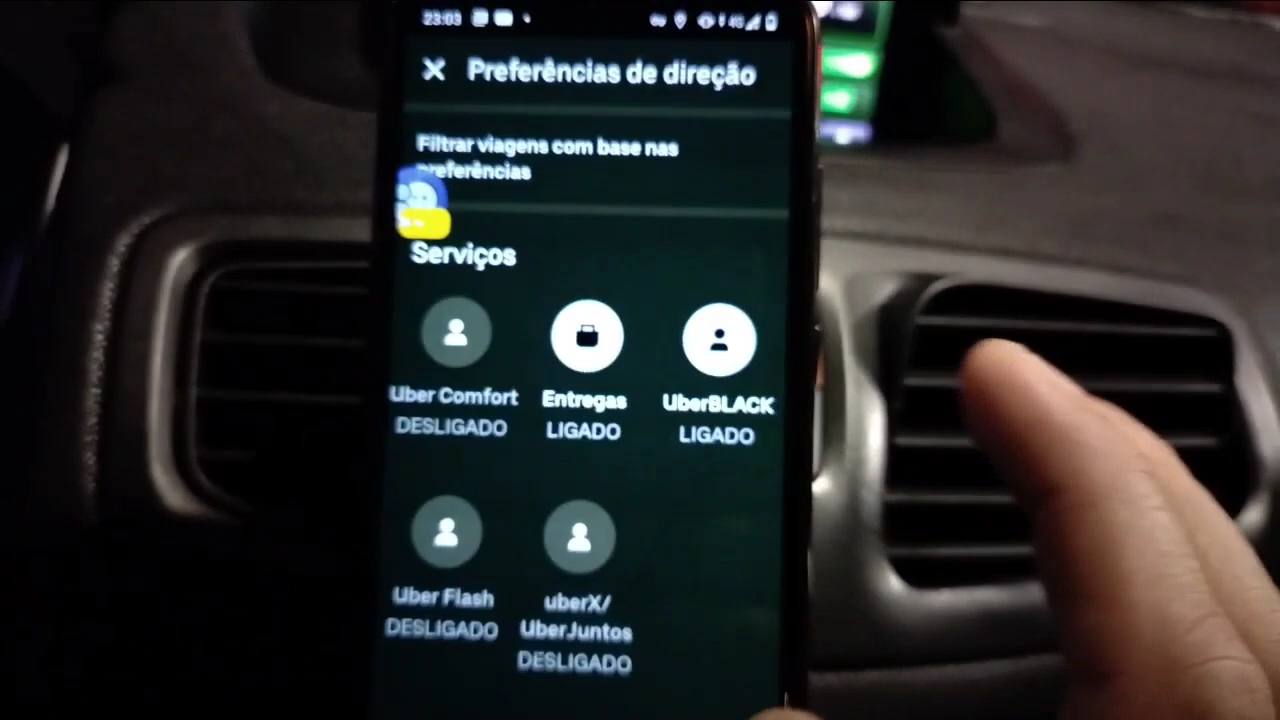 23:03
4G
Preferências de direção
Filtrar viagens com base nas
preferências
Serviços
Uber Comfort
DESLIGADO
Entregas
LIGADO
UberBLACK
LIGADO
Uber Flash
DESLIGADO
uberX/
UberJuntos
DESLIGADO